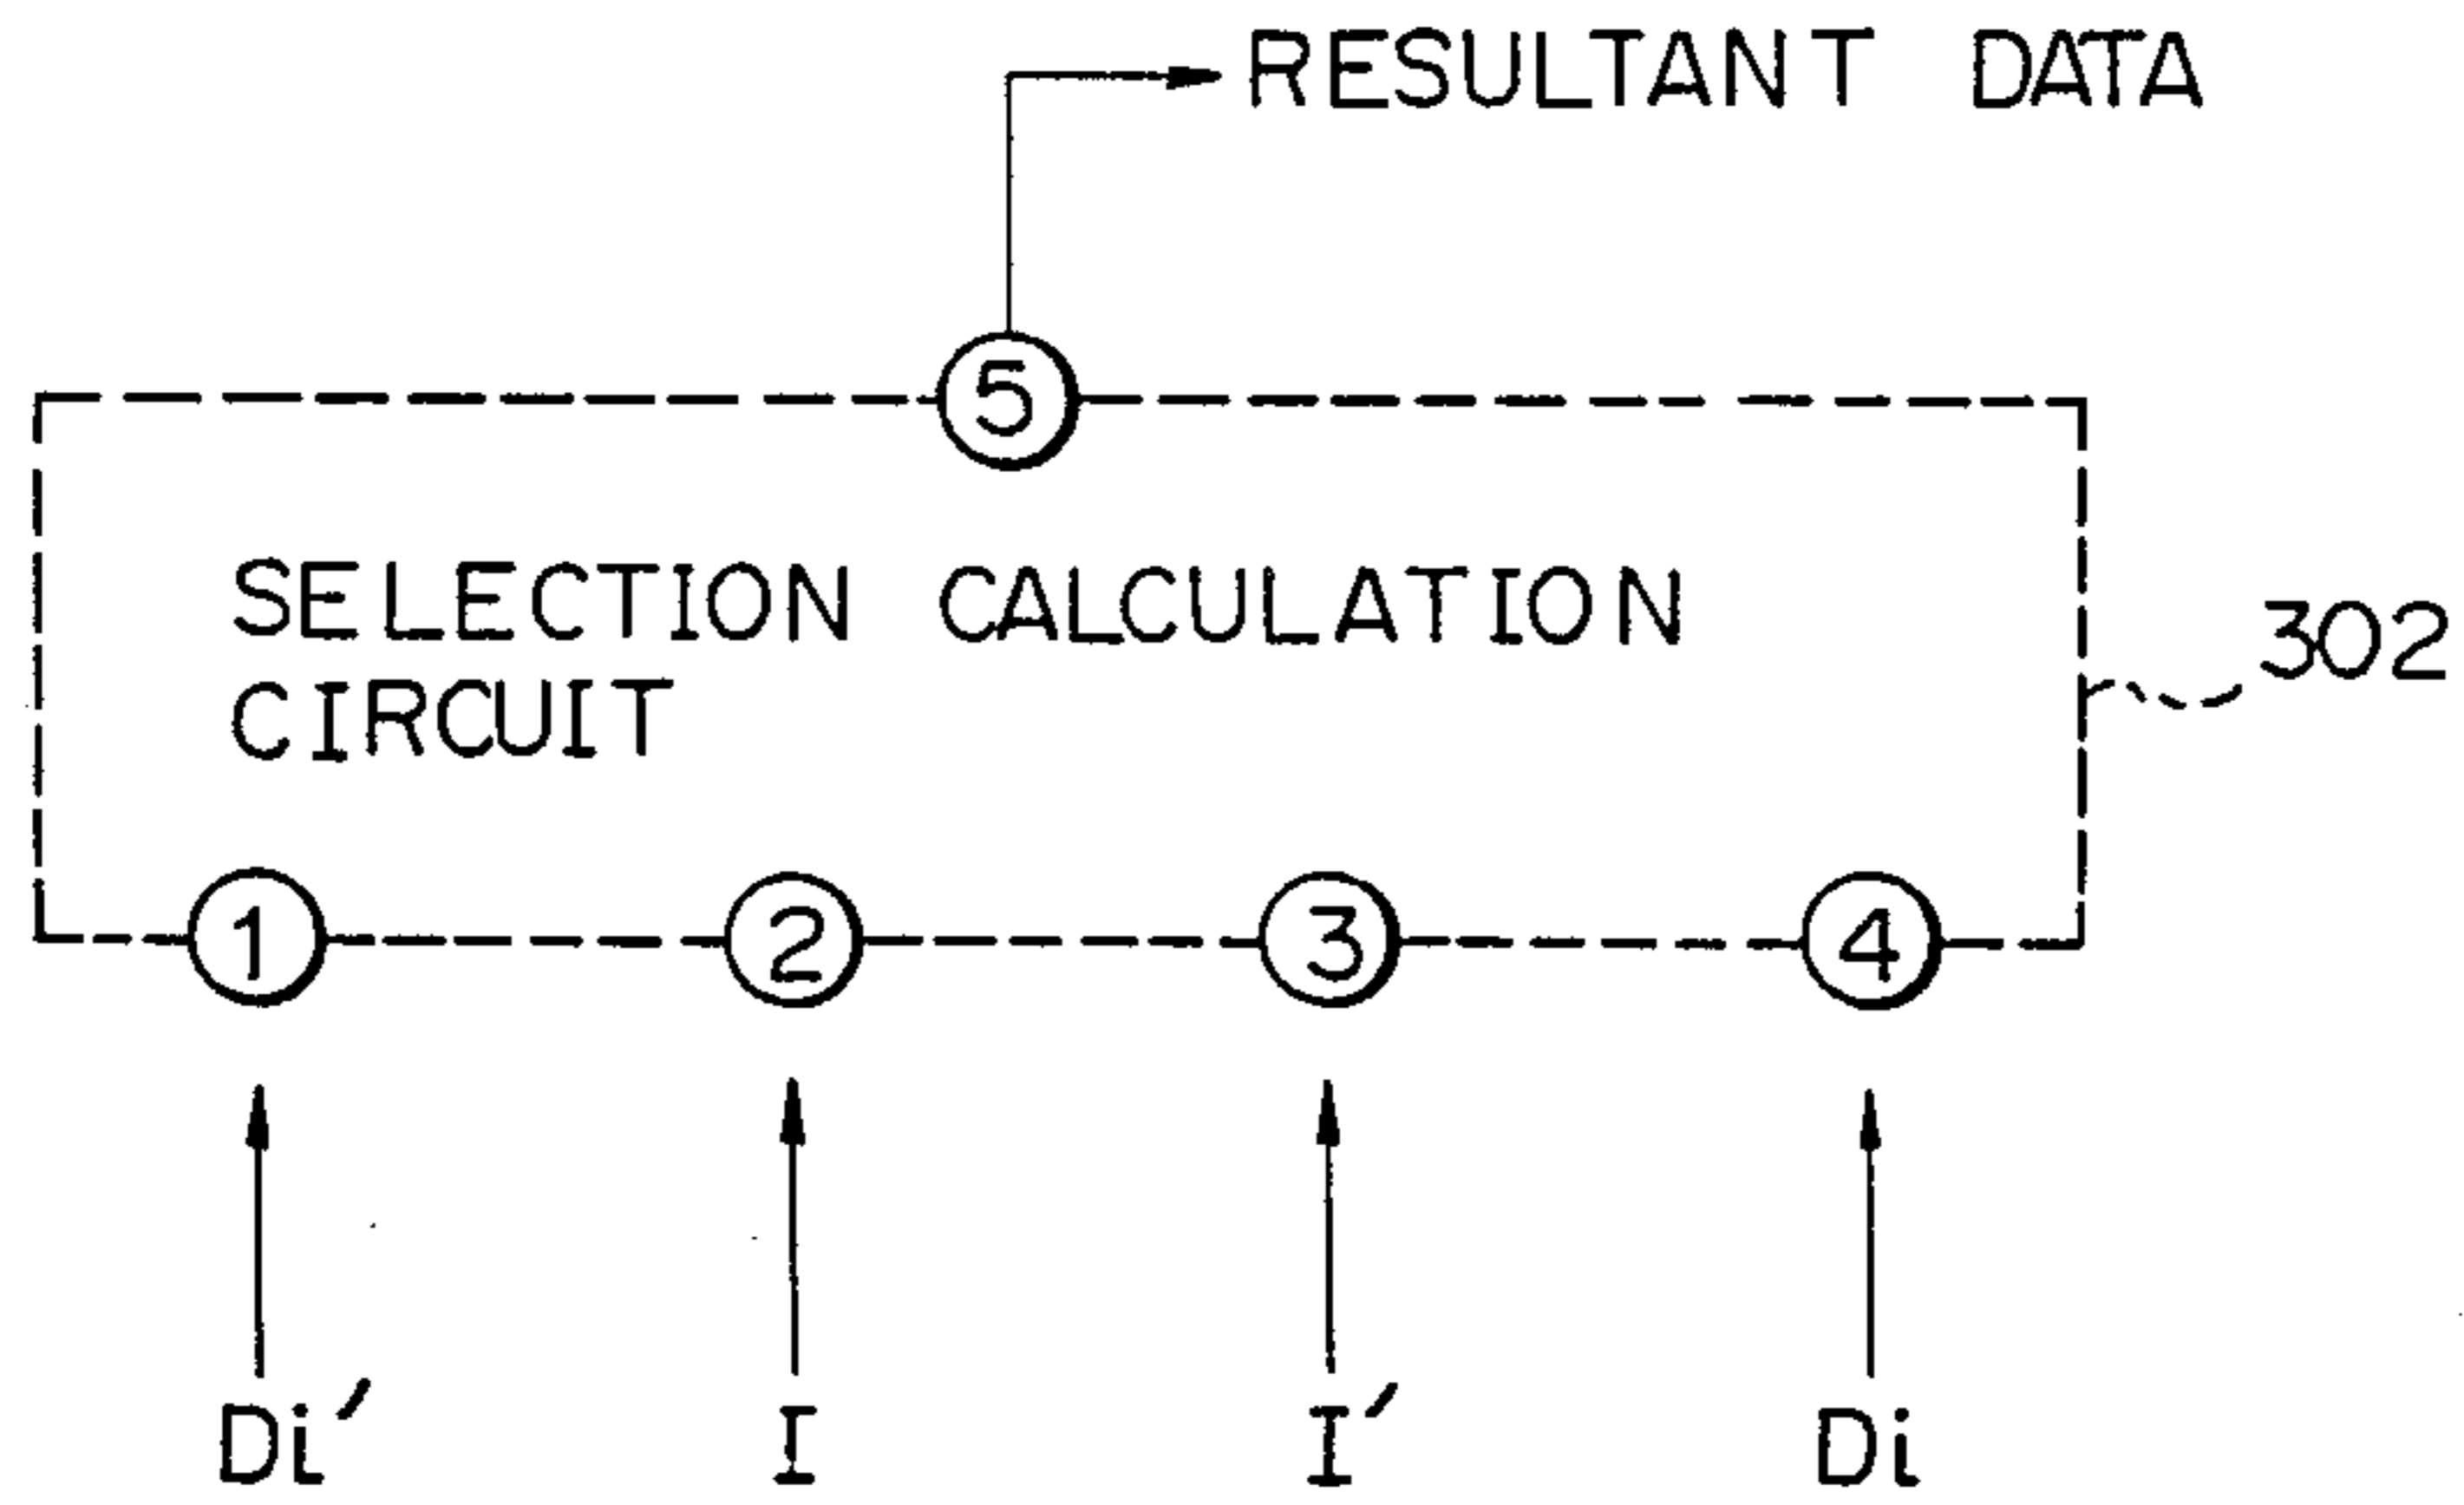 RESULTANT DATA
5
SELECTION CALCULATION
CIRCUIT
302
1 2 3 4
Di′ I I′ Di